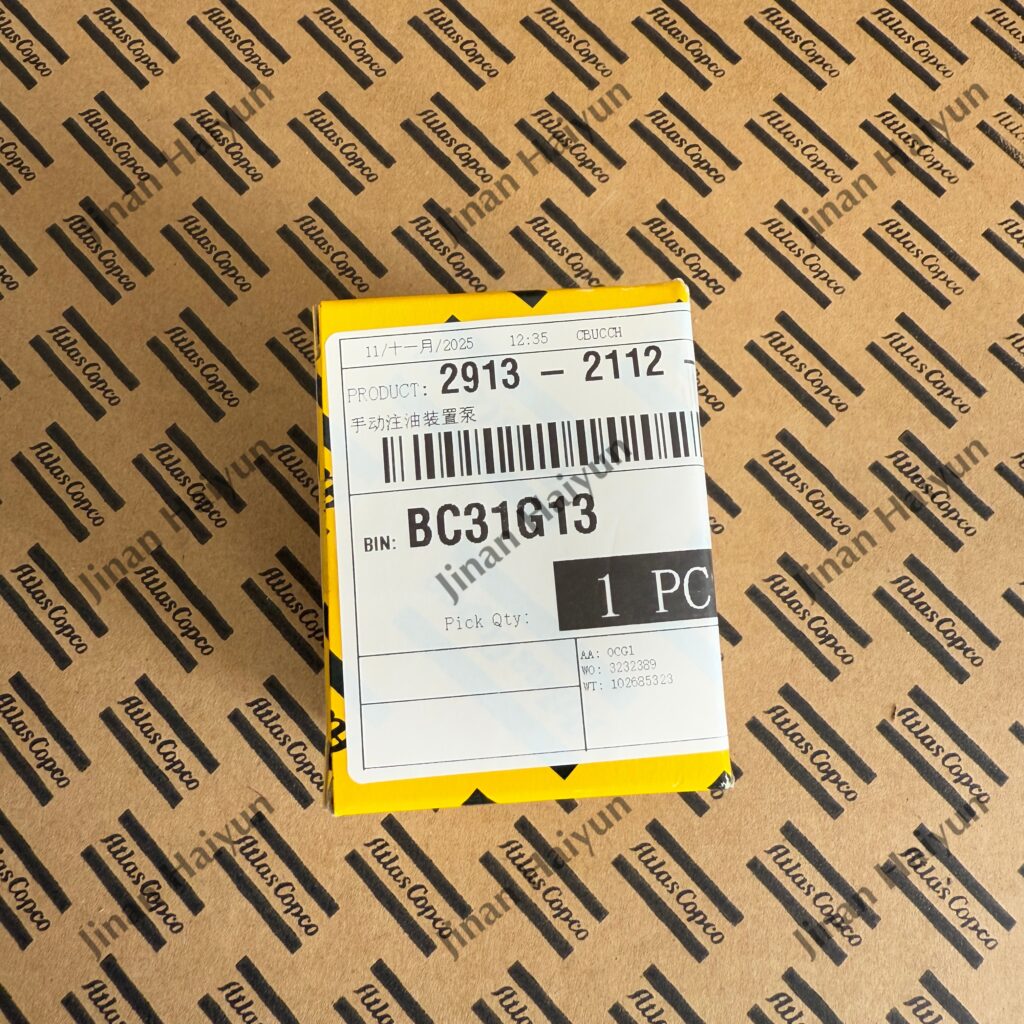 11/十一月/2025 12:35 CBUCCH
PRODUCT: 2913 - 2112 -
手动注油装置泵
BIN: BC31G13
Pick Qty: 1 PC
AA: OCG1
WO: 3232389
WT: 102685323
Atlas Copco
Jinan Haiyun